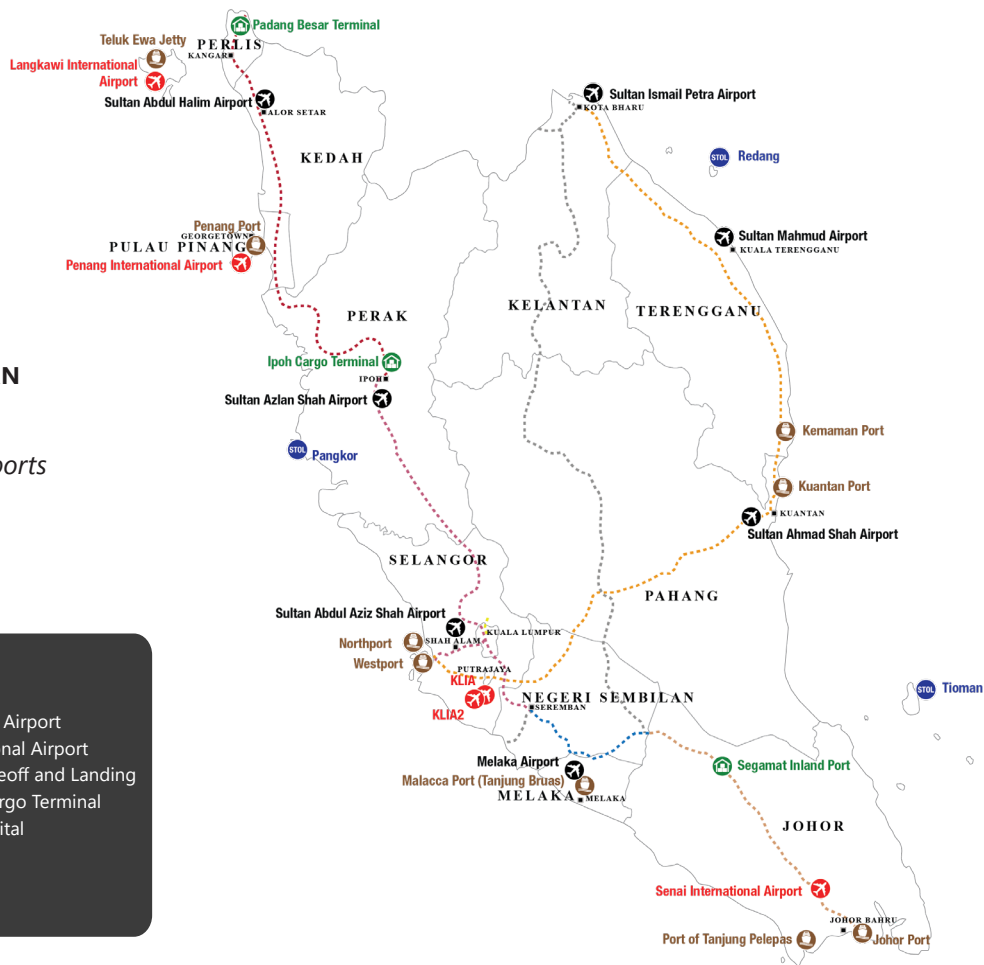 Padang Besar Terminal
Teluk Ewa Jetty
PERLIS
KANGAR
Langkawi International
Airport
Sultan Abdul Halim Airport
ALOR SETAR
Sultan Ismail Petra Airport
KOTA BHARU
KEDAH
STOL
Redang
Penang Port
GEORGETOWN
PULAU PINANG
Penang International Airport
Sultan Mahmud Airport
KUALA TERENGGANU
KELANTAN
TERENGGANU
PERAK
Ipoh Cargo Terminal
IPOH
N
Sultan Azlan Shah Airport
Kemaman Port
STOL
Pangkor
ports
Kuantan Port
KUANTAN
Sultan Ahmad Shah Airport
SELANGOR
PAHANG
Sultan Abdul Aziz Shah Airport
KUALA LUMPUR
Northport
SHAH ALAM
Westport
PUTRAJAYA
KLIA
KLIA2
NEGERI SEMBILAN
SEREMBAN
STOL
Tioman
Airport
nal Airport
eoff and Landing
rgo Terminal
ital
Melaka Airport
Malacca Port (Tanjung Bruas)
MELAKA
MELAKA
Segamat Inland Port
JOHOR
Senai International Airport
JOHOR BAHRU
Port of Tanjung Pelepas
Johor Port